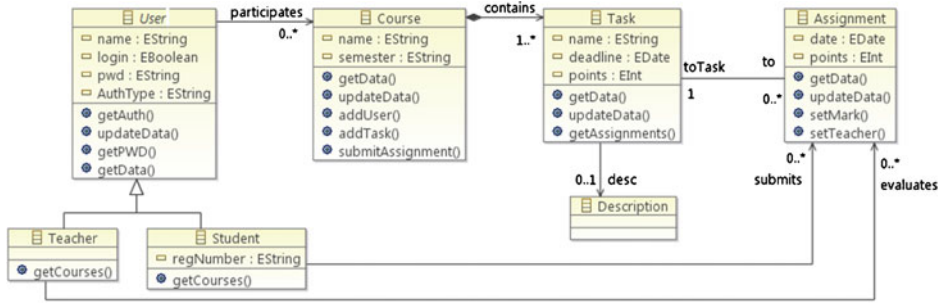 User
name : EString
login : EBoolean
pwd : EString
AuthType : EString
getAuth()
updateData()
getPWD()
getData()
participates
0..*
Course
name : EString
semester : EString
getData()
updateData()
addUser()
addTask()
submitAssignment()
contains
1..*
Task
name : EString
deadline : EDate
points : EInt
getData()
updateData()
getAssignments()
toTask
1
to
0..*
Assignment
date : EDate
points : EInt
getData()
updateData()
setMark()
setTeacher()
0..1 desc
Description
0..*
submits
0..*
evaluates
Teacher
getCourses()
Student
regNumber : EString
getCourses()